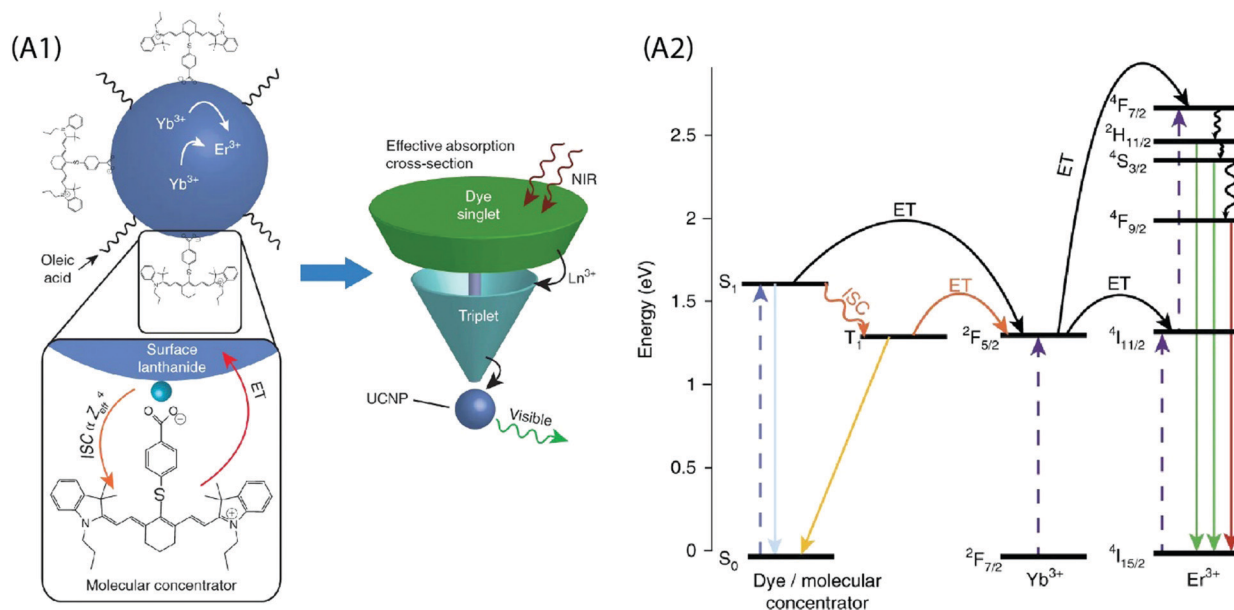 (A1)
Yb³⁺
Er³⁺
Yb³⁺
Oleic
acid
S
S
S
N
N
N
N
N
N
Surface
lanthanide
ISC α Z_eff⁴
ET
O
O⊖
S
N
N⊕
Molecular concentrator
Effective absorption
cross-section
NIR
Dye
singlet
Ln³⁺
Triplet
UCNP
Visible
(A2)
Energy (eV)
2.5
2
1.5
1
0.5
0
S₁
S₀
ISC
T₁
ET
ET
ET
ET
²F₅/₂
²F₇/₂
⁴F₇/₂
²H₁₁/₂
⁴S₃/₂
⁴F₉/₂
⁴I₁₁/₂
⁴I₁₅/₂
Dye / molecular
concentrator
Yb³⁺
Er³⁺